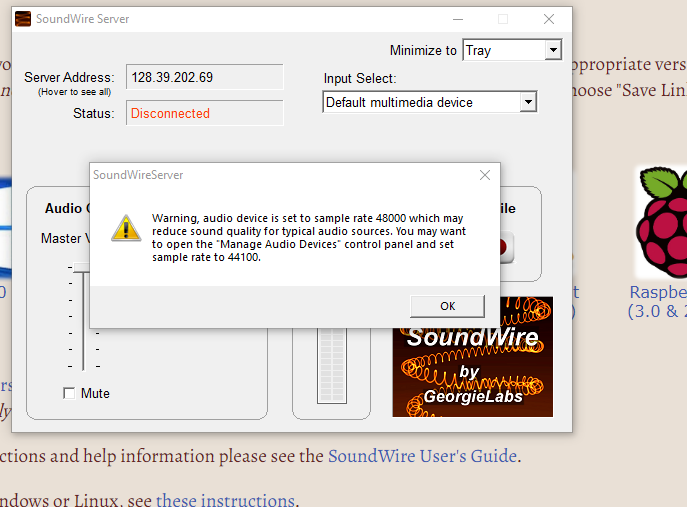 SoundWire Server
Minimize to Tray
Server Address: 128.39.202.69
(Hover to see all)
Status: Disconnected
Input Select:
Default multimedia device
SoundWireServer
Warning, audio device is set to sample rate 48000 which may
reduce sound quality for typical audio sources. You may want
to open the "Manage Audio Devices" control panel and set
sample rate to 44100.
OK
Audio
Master V
Mute
SoundWire
by
GeorgieLabs
ppropriate vers
hoose "Save Lin
Raspbe
(3.0 & 2
ctions and help information please see the SoundWire User's Guide.
ndows or Linux, see these instructions.